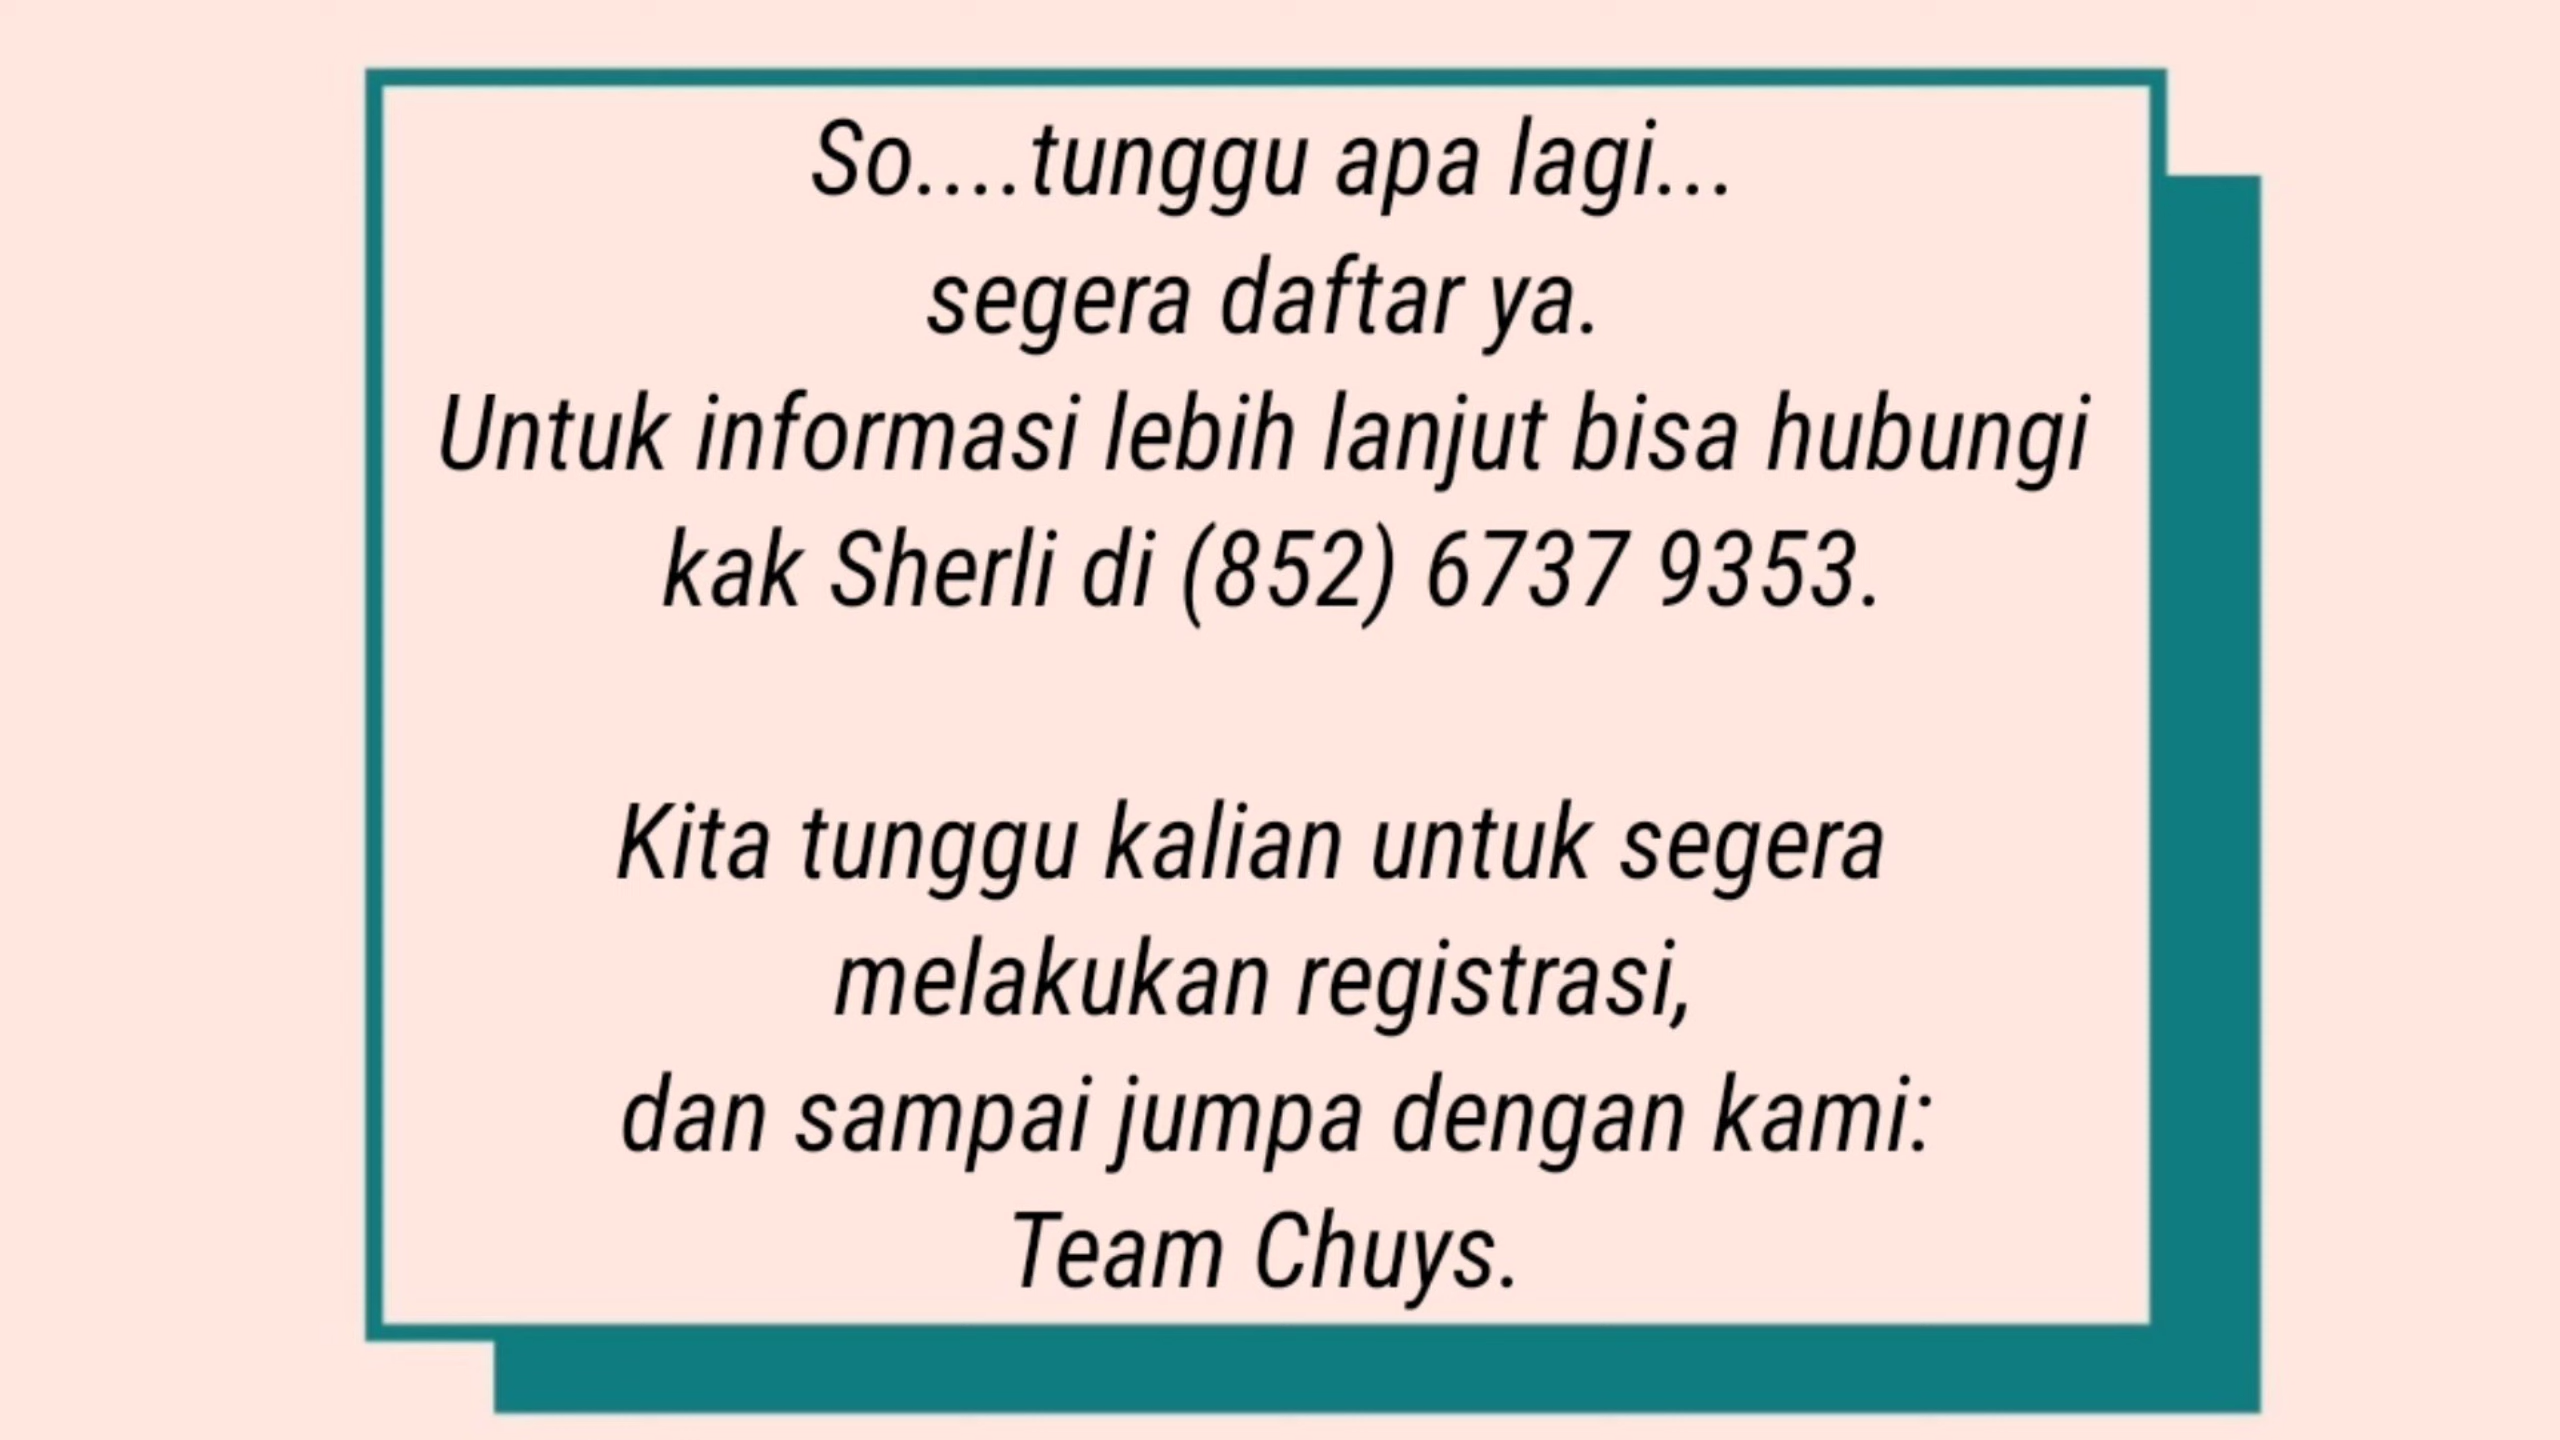 So....tunggu apa lagi...
segera daftar ya.
Untuk informasi lebih lanjut bisa hubungi
kak Sherli di (852) 6737 9353.
Kita tunggu kalian untuk segera
melakukan registrasi,
dan sampai jumpa dengan kami:
Team Chuys.